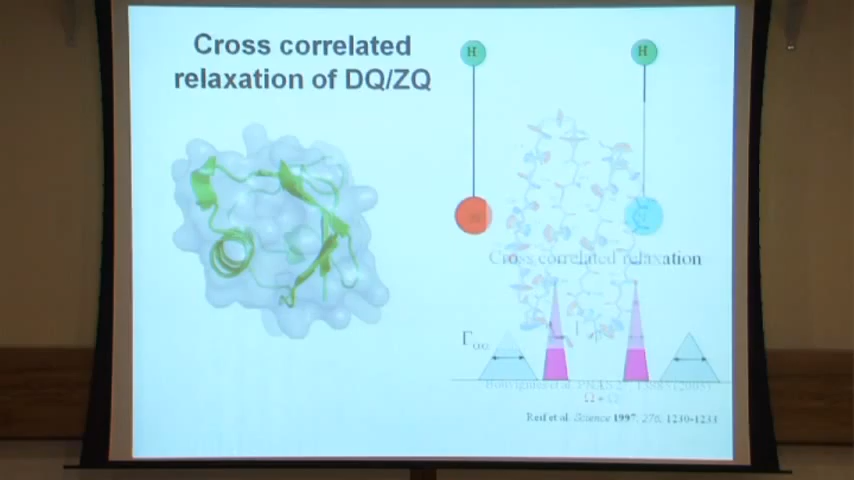 Cross correlated
relaxation of DQ/ZQ
H
H
Cross correlated relaxation
Γ
Reif et al. Science 1997, 276, 1230-1233